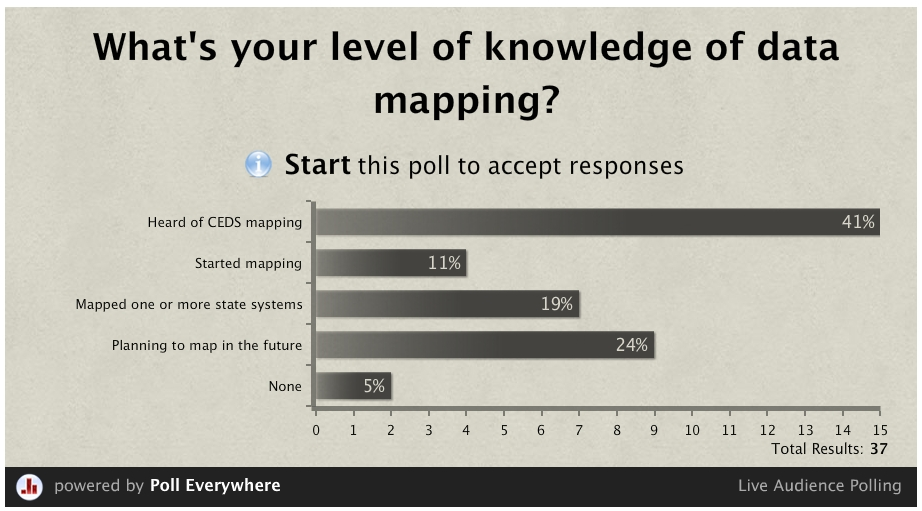 What's your level of knowledge of data
mapping?
Start this poll to accept responses
Heard of CEDS mapping
41%
Started mapping
11%
Mapped one or more state systems
19%
Planning to map in the future
24%
None
5%
0 1 2 3 4 5 6 7 8 9 10 11 12 13 14 15
Total Results: 37
powered by Poll Everywhere
Live Audience Polling